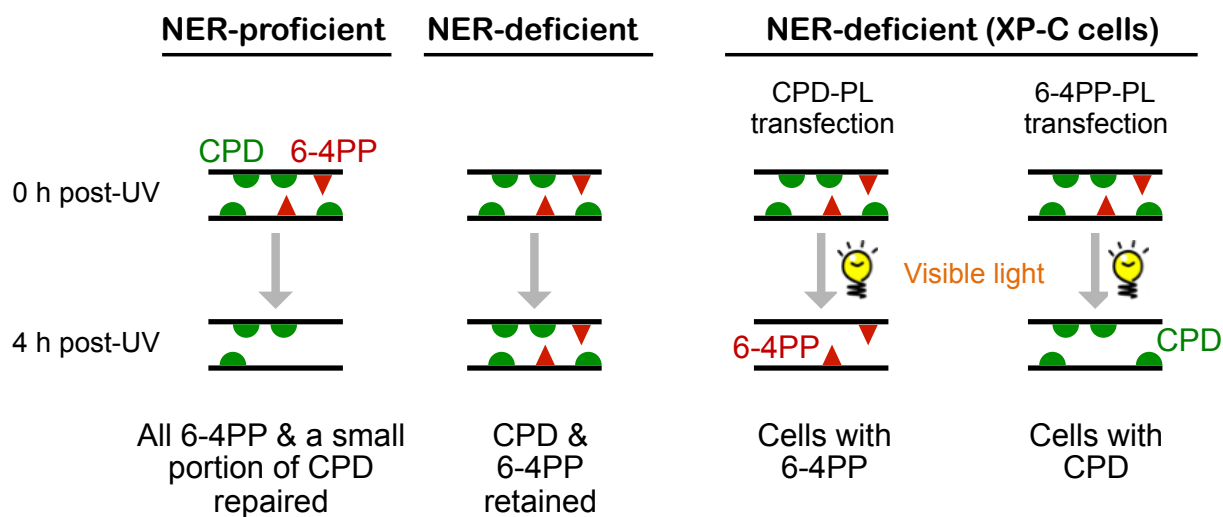 NER-proficient
NER-deficient
NER-deficient (XP-C cells)
CPD-PL
transfection
6-4PP-PL
transfection
CPD
6-4PP
0 h post-UV
Visible light
4 h post-UV
6-4PP
CPD
All 6-4PP & a small
portion of CPD
repaired
CPD &
6-4PP
retained
Cells with
6-4PP
Cells with
CPD